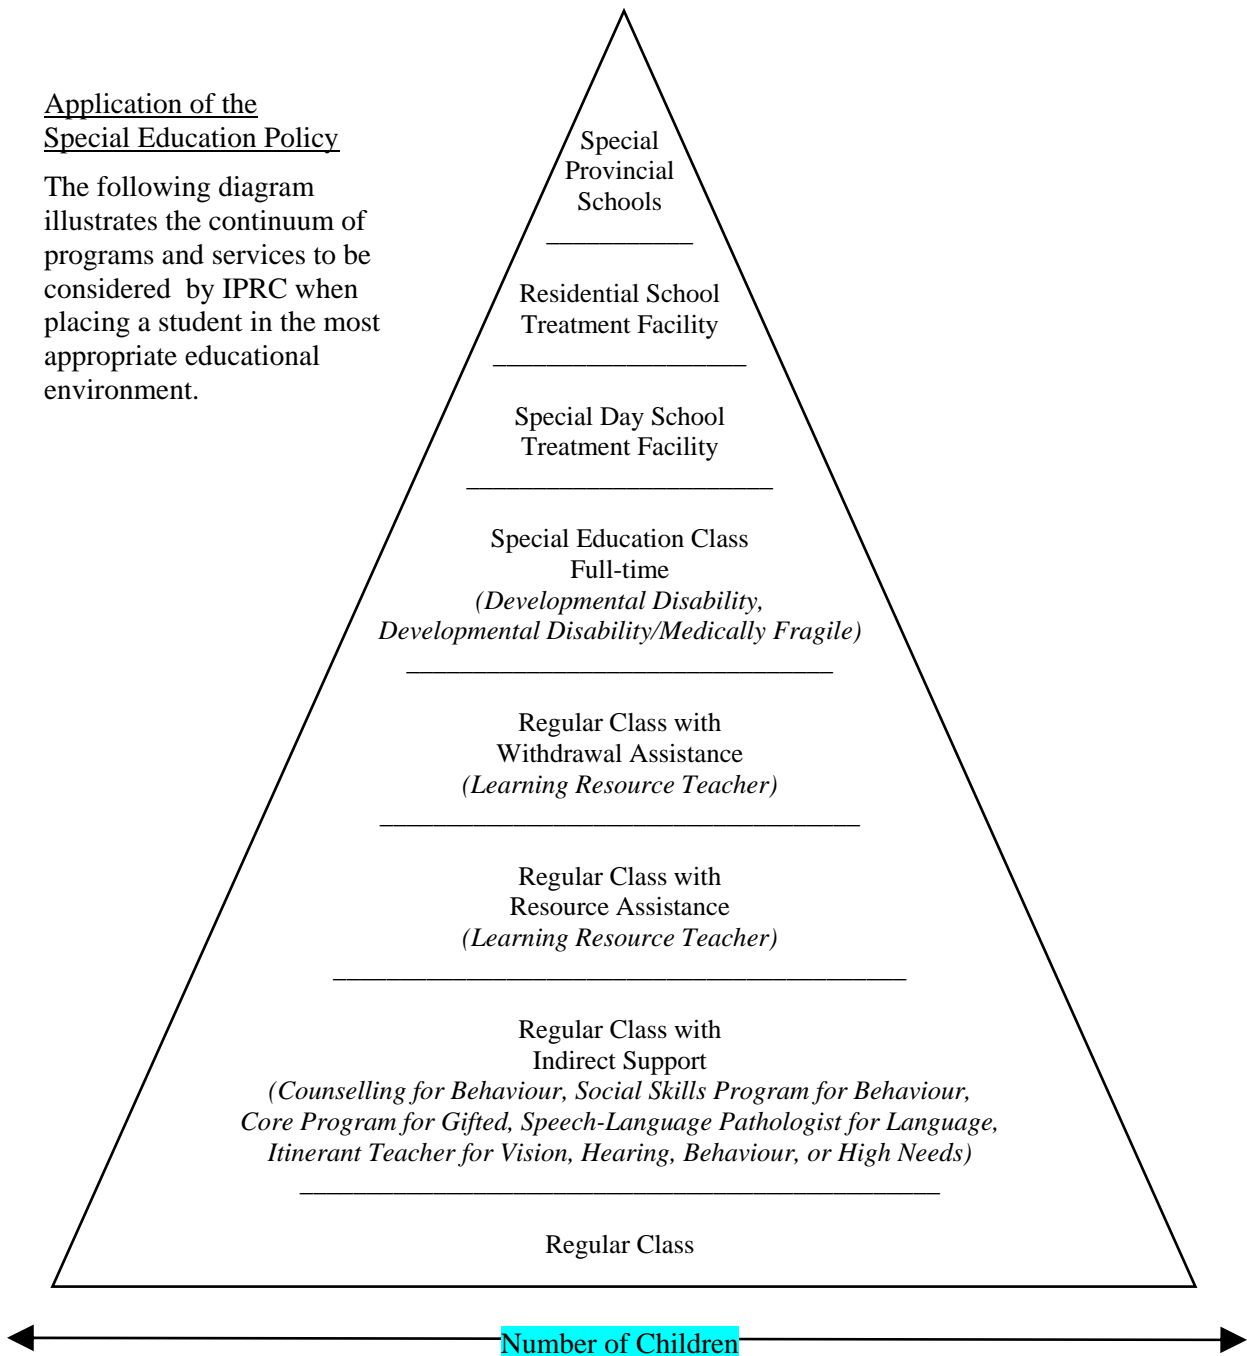 Application of the
Special Education Policy
The following diagram
illustrates the continuum of
programs and services to be
considered by IPRC when
placing a student in the most
appropriate educational
environment.
Special
Provincial
Schools
Residential School
Treatment Facility
Special Day School
Treatment Facility
Special Education Class
Full-time
(Developmental Disability,
Developmental Disability/Medically Fragile)
Regular Class with
Withdrawal Assistance
(Learning Resource Teacher)
Regular Class with
Resource Assistance
(Learning Resource Teacher)
Regular Class with
Indirect Support
(Counselling for Behaviour, Social Skills Program for Behaviour,
Core Program for Gifted, Speech-Language Pathologist for Language,
Itinerant Teacher for Vision, Hearing, Behaviour, or High Needs)
Regular Class
Number of Children